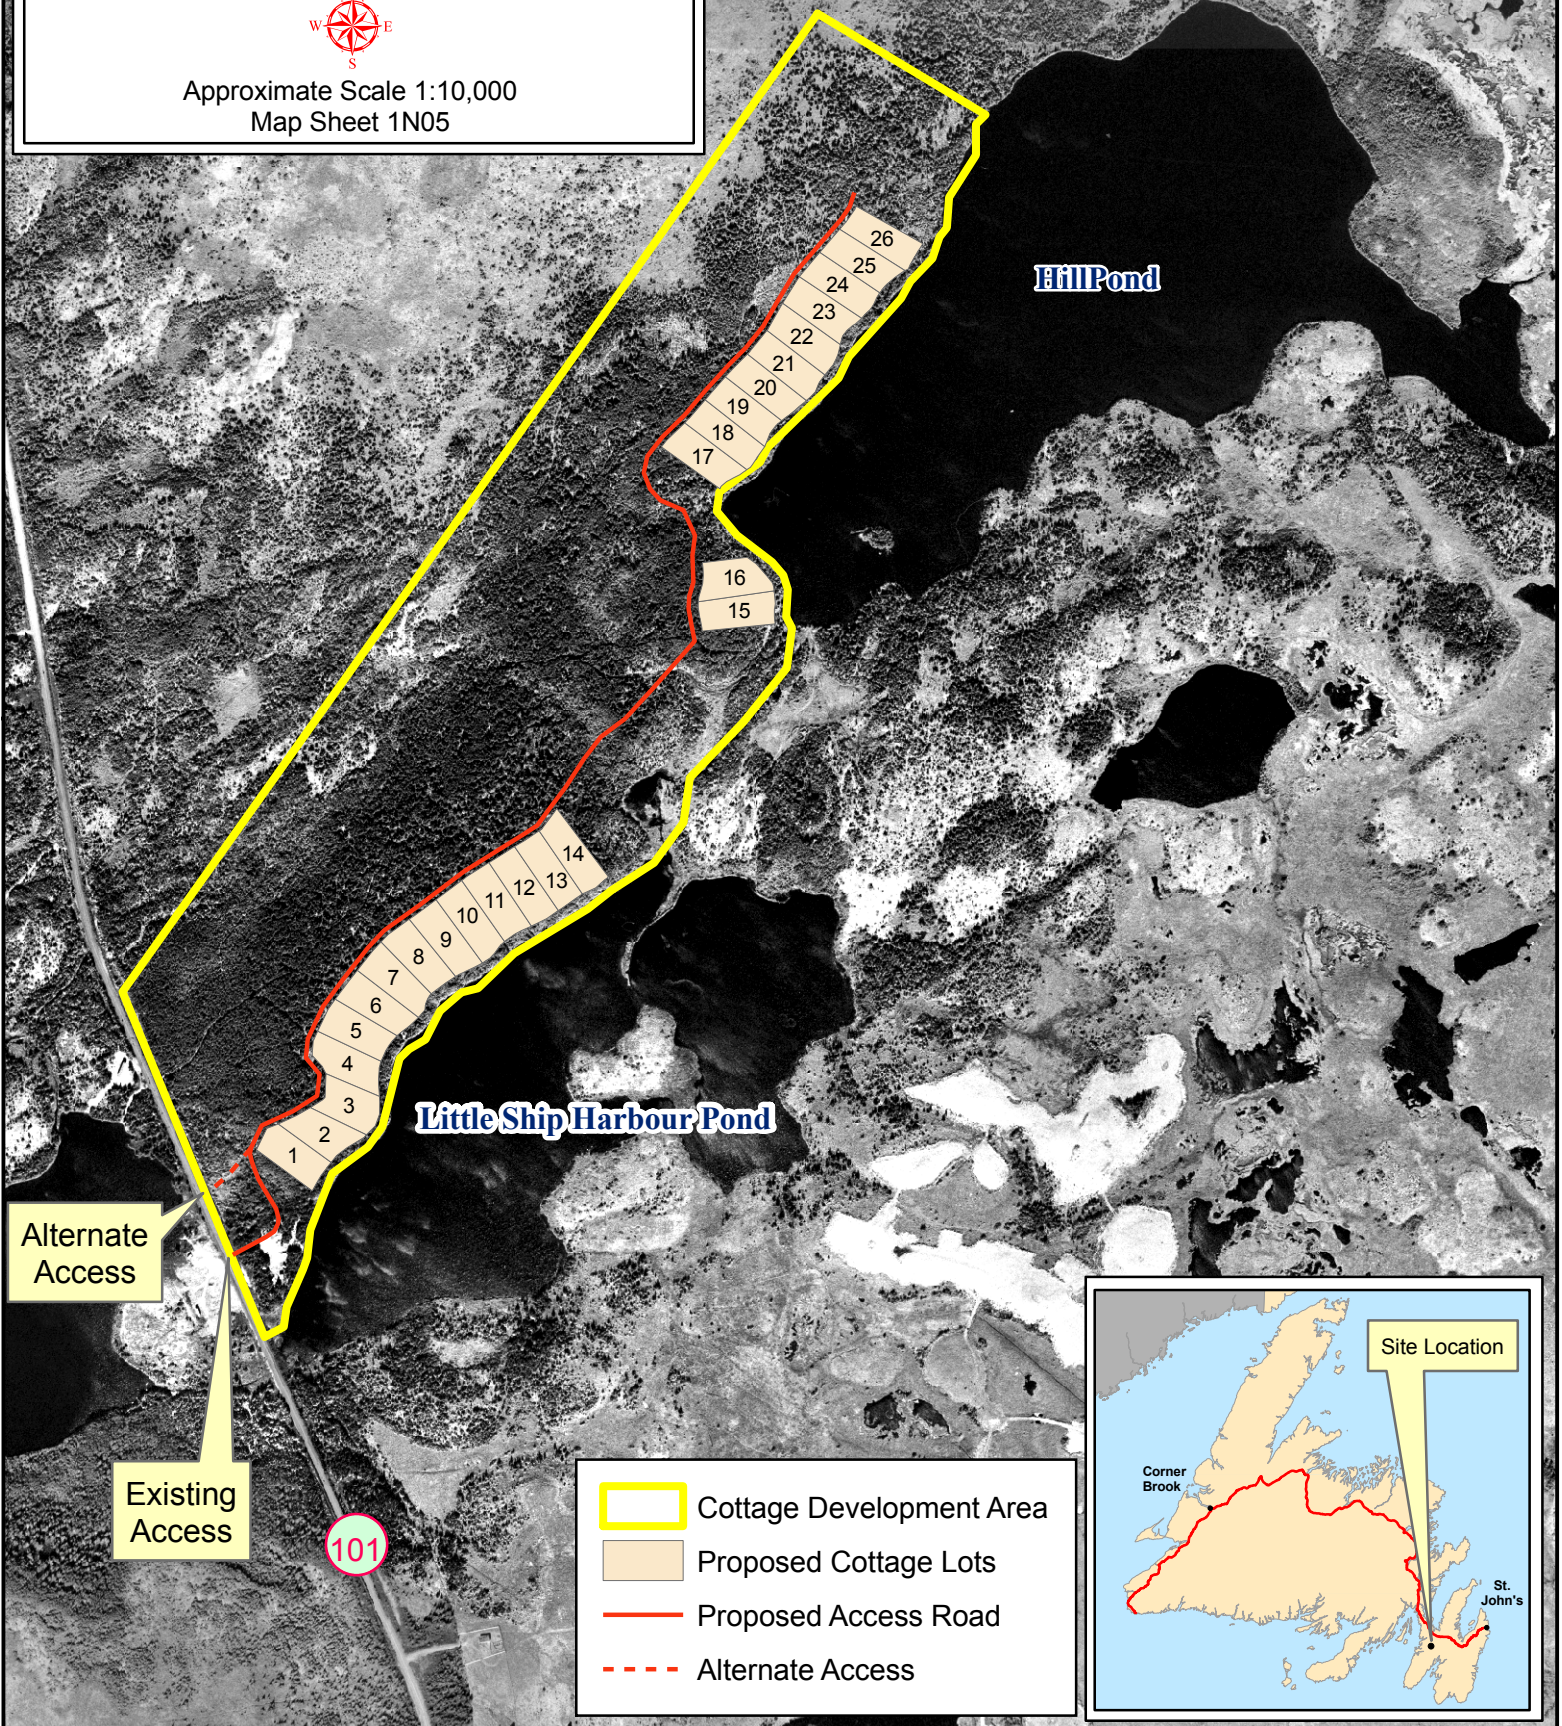 W E
S
Approximate Scale 1:10,000
Map Sheet 1N05
HillPond
26
25
24
23
22
21
20
19
18
17
16
15
14
13
12
11
10
9
8
7
6
5
4
3
2
1
Little Ship Harbour Pond
Alternate
Access
Existing
Access
101
Cottage Development Area
Proposed Cottage Lots
Proposed Access Road
Alternate Access
Site Location
Corner
Brook
St.
John's